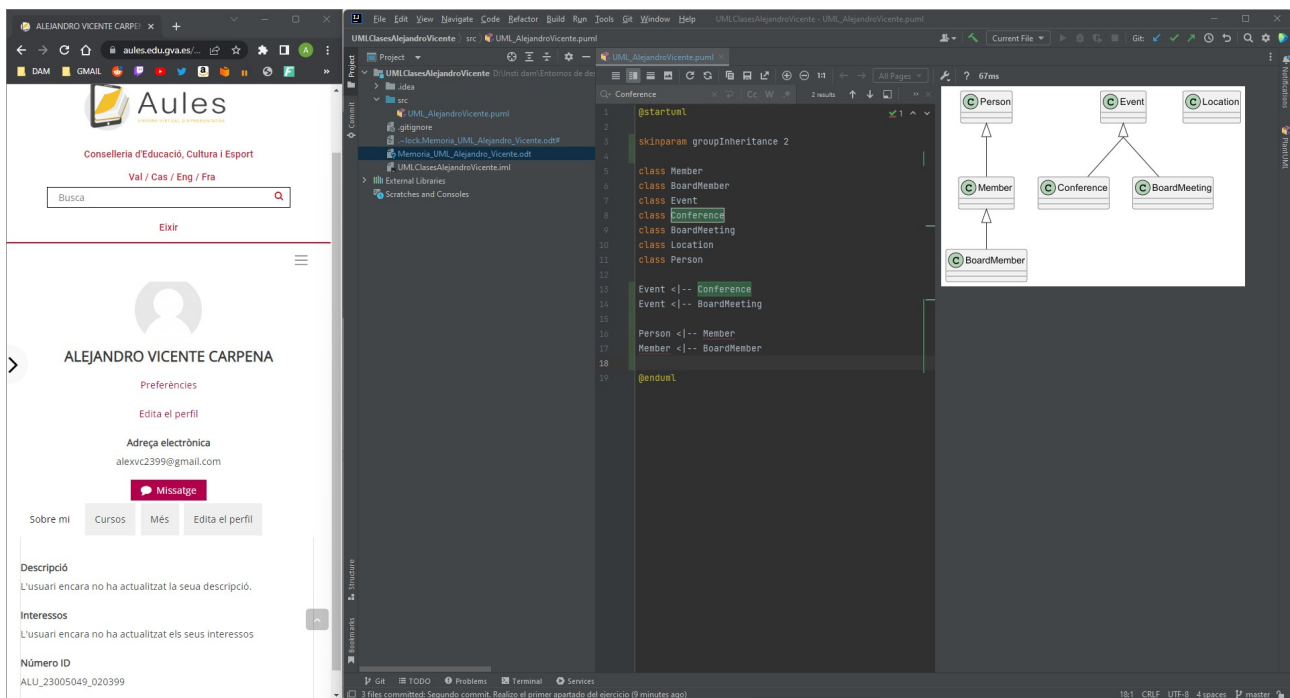 ALEJANDRO VICENTE CARPE
aules.edu.gva.es/...
DAM
GMAIL
Aules
Conselleria d'Educació, Cultura i Esport
Val / Cas / Eng / Fra
Busca
Eixir
ALEJANDRO VICENTE CARPENA
Preferències
Edita el perfil
Adreça electrònica
alexvc2399@gmail.com
Missatge
Sobre mi
Cursos
Més
Edita el perfil
Descripció
L'usuari encara no ha actualitzat la seua descripció.
Interessos
L'usuari encara no ha actualitzat els seus interessos
Número ID
ALU_23005049_020399
File Edit View Navigate Code Refactor Build Run Tools Git Window Help UMLClasesAlejandroVicente - UML_AlejandroVicente.puml
UMLClasesAlejandroVicente src UML_AlejandroVicente.puml
Current File
Git:
Project
Commit
Structure
Bookmarks
Project
UMLClasesAlejandroVicente D:\Insti dam\Entornos de de
.idea
src
UML_AlejandroVicente.puml
.gitignore
.~lock.Memoria_UML_Alejandro_Vicente.odt#
Memoria_UML_Alejandro_Vicente.odt
UMLClasesAlejandroVicente.iml
External Libraries
Scratches and Consoles
UML_AlejandroVicente.puml
1:1
All Pages
? 67ms
Conference
Cc W .*
2 results
1 @startuml
1
2
3 skinparam groupInheritance 2
4
5 class Member
6 class BoardMember
7 class Event
8 class Conference
9 class BoardMeeting
10 class Location
11 class Person
12
13 Event <|-- Conference
14 Event <|-- BoardMeeting
15
16 Person <|-- Member
17 Member <|-- BoardMember
18
19 @enduml
C Person
C Event
C Location
C Member
C Conference
C BoardMeeting
C BoardMember
Notifications
PlantUML
Git
TODO
Problems
Terminal
Services
3 files committed: Segundo commit. Realizo el primer apartado del ejercicio (9 minutes ago)
18:1 CRLF UTF-8 4 spaces master